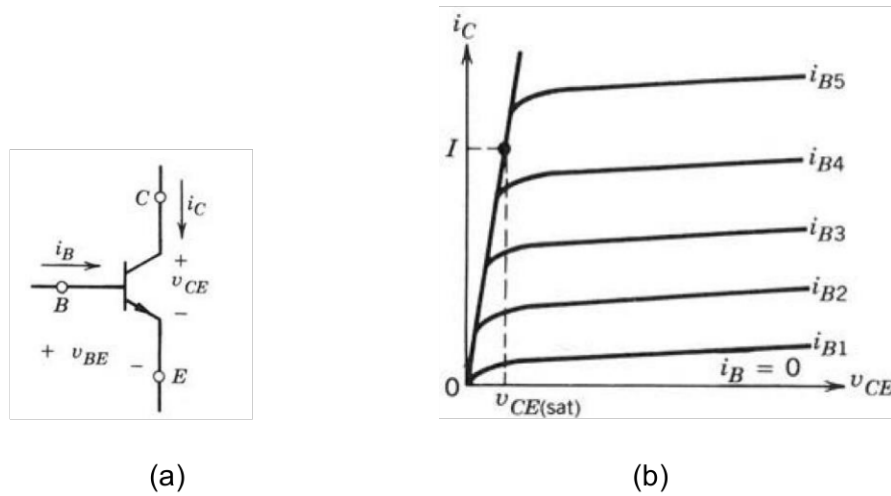 C
i_C
i_B
+
v_CE
B
−
+ v_BE
−
E
i_C
i_B5
I
i_B4
i_B3
i_B2
i_B1
i_B = 0
0
v_CE
v_CE(sat)
(a)
(b)